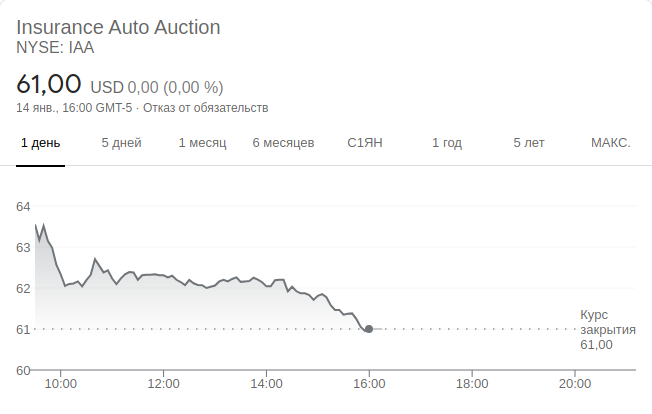 Insurance Auto Auction
NYSE: IAA
61,00 USD 0,00 (0,00 %)
14 янв., 16:00 GMT-5 · Отказ от обязательств
1 день 5 дней 1 месяц 6 месяцев С1ЯН 1 год 5 лет МАКС.
64
63
62
61
60
Курс
закрытия
61,00
10:00 12:00 14:00 16:00 18:00 20:00